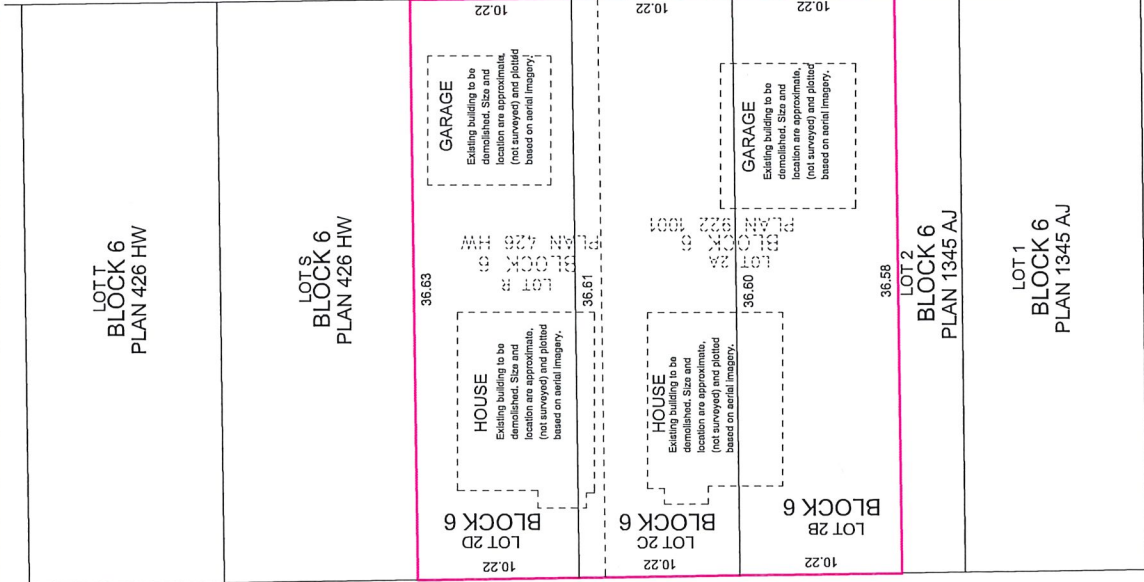 10.22
10.22
10.22
GARAGE
Existing building to be
demolished. Size and
location are approximate,
(not surveyed) and plotted
based on aerial imagery.
GARAGE
Existing building to be
demolished. Size and
location are approximate,
(not surveyed) and plotted
based on aerial imagery.
LOT T
BLOCK 6
PLAN 426 HW
LOT S
BLOCK 6
PLAN 426 HW
36.63
LOT R
BLOCK 6
PLAN 426 HW
36.61
LOT 2A
BLOCK 6
PLAN 922 1001
36.60
36.58
LOT 2
BLOCK 6
PLAN 1345 AJ
LOT 1
BLOCK 6
PLAN 1345 AJ
HOUSE
Existing building to be
demolished. Size and
location are approximate,
(not surveyed) and plotted
based on aerial imagery.
HOUSE
Existing building to be
demolished. Size and
location are approximate,
(not surveyed) and plotted
based on aerial imagery.
LOT 2D
BLOCK 6
LOT 2C
BLOCK 6
LOT 2B
BLOCK 6
10.22
10.22
10.22